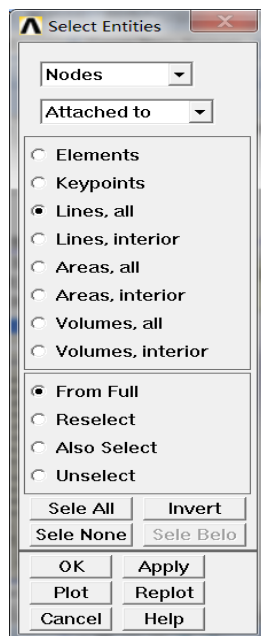 Select Entities
Nodes
Attached to
Elements
Keypoints
Lines, all
Lines, interior
Areas, all
Areas, interior
Volumes, all
Volumes, interior
From Full
Reselect
Also Select
Unselect
Sele All Invert
Sele None Sele Belo
OK Apply
Plot Replot
Cancel Help